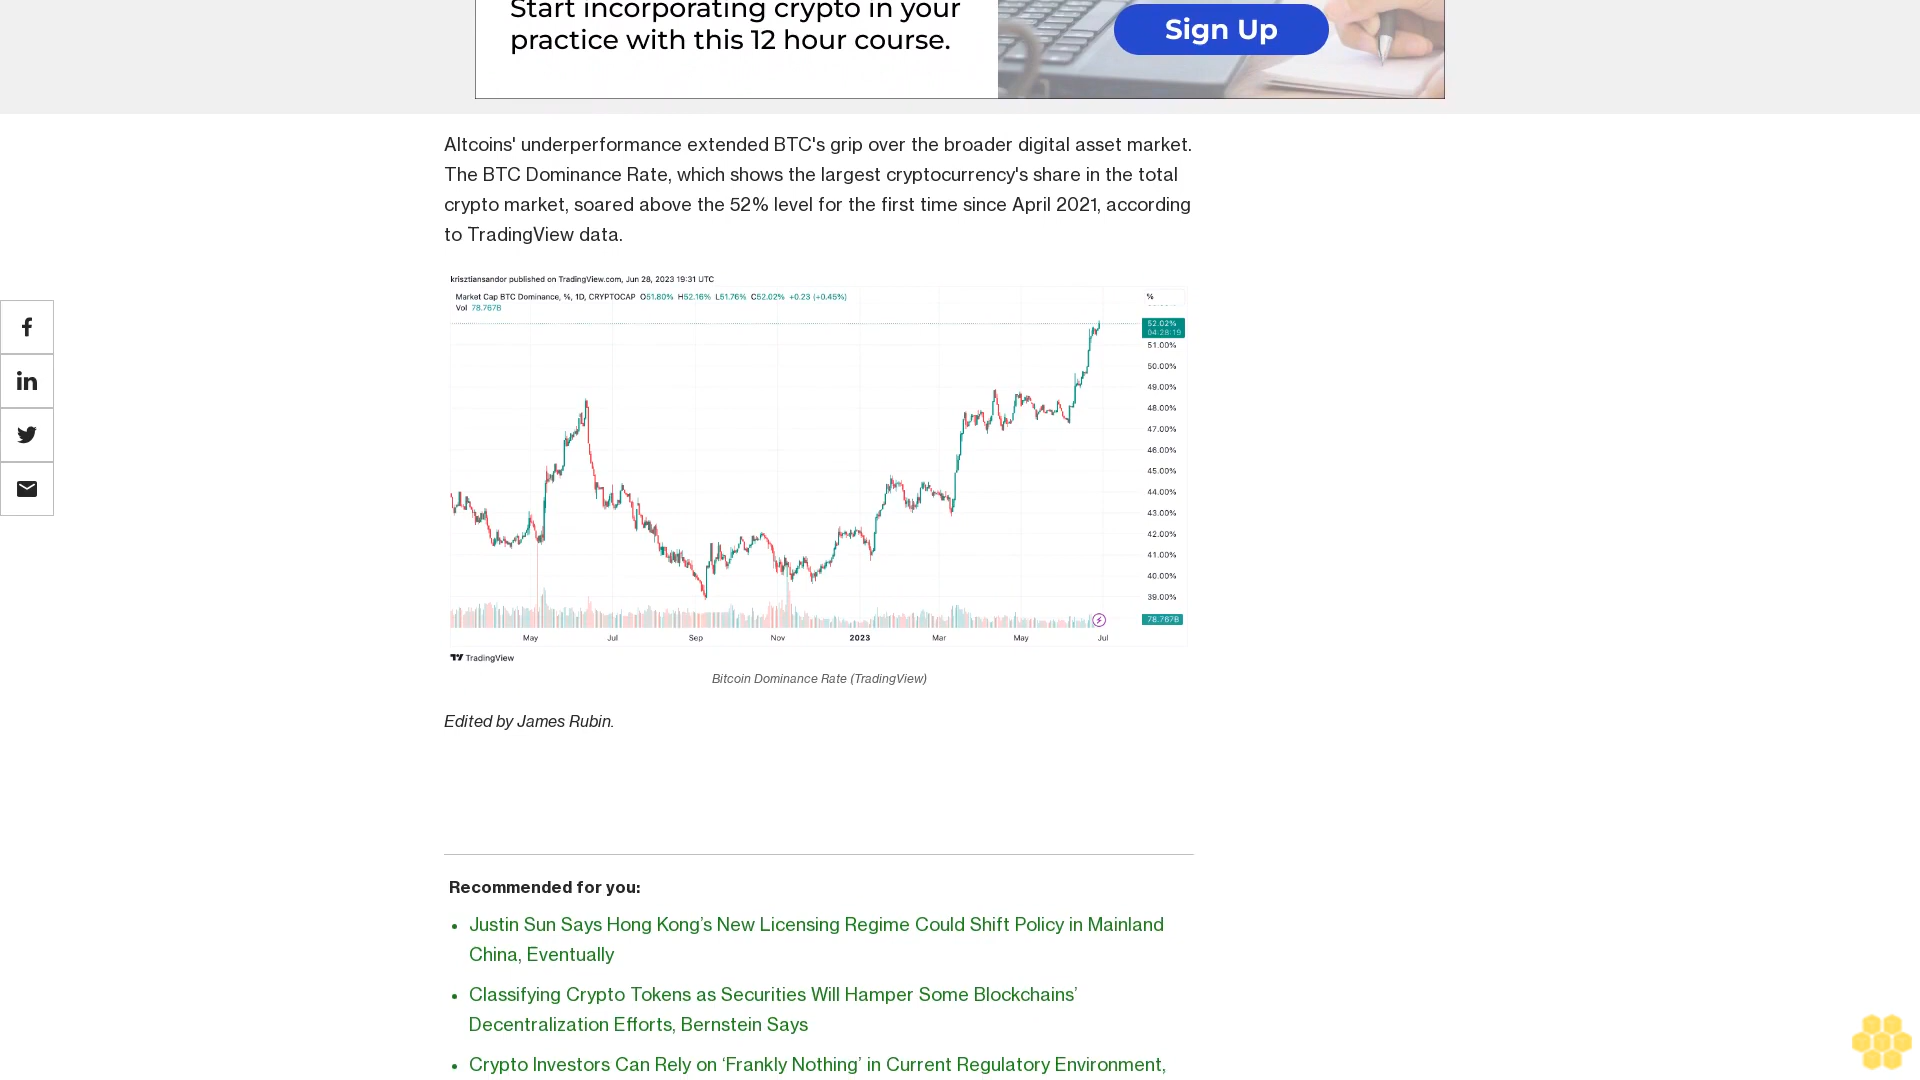 Start incorporating crypto in your
practice with this 12 hour course.
Sign Up
Altcoins' underperformance extended BTC's grip over the broader digital asset market.
The BTC Dominance Rate, which shows the largest cryptocurrency's share in the total
crypto market, soared above the 52% level for the first time since April 2021, according
to TradingView data.
krisztiansandor published on TradingView.com, Jun 28, 2023 19:31 UTC
Market Cap BTC Dominance, %, 1D, CRYPTOCAP O51.80% H52.16% L51.76% C52.02% +0.23 (+0.45%)
Vol 78.767B
%
52.02%
04:28:19
51.00%
50.00%
49.00%
48.00%
47.00%
46.00%
45.00%
44.00%
43.00%
42.00%
41.00%
40.00%
39.00%
78.767B
May Jul Sep Nov 2023 Mar May Jul
TradingView
Bitcoin Dominance Rate (TradingView)
Edited by James Rubin.
Recommended for you:
• Justin Sun Says Hong Kong’s New Licensing Regime Could Shift Policy in Mainland
China, Eventually
• Classifying Crypto Tokens as Securities Will Hamper Some Blockchains’
Decentralization Efforts, Bernstein Says
• Crypto Investors Can Rely on ‘Frankly Nothing’ in Current Regulatory Environment,